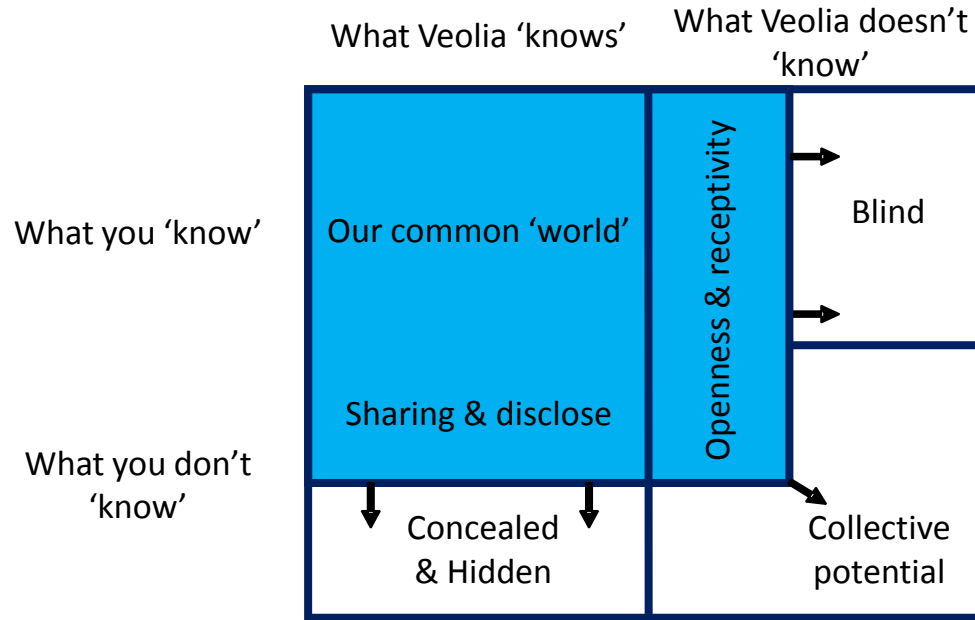 What Veolia ‘knows’
What Veolia doesn’t
‘know’
What you ‘know’
Our common ‘world’
Openness & receptivity
Blind
Sharing & disclose
What you don’t
‘know’
Concealed
& Hidden
Collective
potential